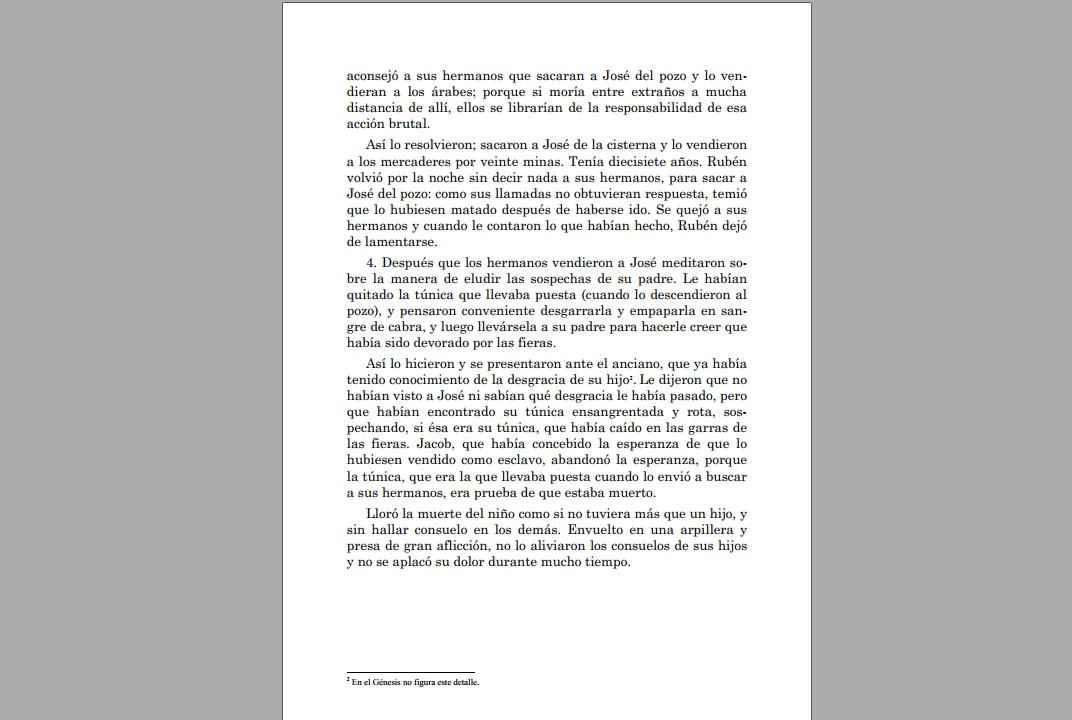 aconsejó a sus hermanos que sacaran a José del pozo y lo ven-
dieran a los árabes; porque si moría entre extraños a mucha
distancia de allí, ellos se librarían de la responsabilidad de esa
acción brutal.
Así lo resolvieron; sacaron a José de la cisterna y lo vendieron
a los mercaderes por veinte minas. Tenía diecisiete años. Rubén
volvió por la noche sin decir nada a sus hermanos, para sacar a
José del pozo: como sus llamadas no obtuvieran respuesta, temió
que lo hubiesen matado después de haberse ido. Se quejó a sus
hermanos y cuando le contaron lo que habían hecho, Rubén dejó
de lamentarse.
4. Después que los hermanos vendieron a José meditaron so-
bre la manera de eludir las sospechas de su padre. Le habían
quitado la túnica que llevaba puesta (cuando lo descendieron al
pozo), y pensaron conveniente desgarrarla y empaparla en san-
gre de cabra, y luego llevársela a su padre para hacerle creer que
había sido devorado por las fieras.
Así lo hicieron y se presentaron ante el anciano, que ya había
tenido conocimiento de la desgracia de su hijo². Le dijeron que no
habían visto a José ni sabían qué desgracia le había pasado, pero
que habían encontrado su túnica ensangrentada y rota, sos-
pechando, si ésa era su túnica, que había caído en las garras de
las fieras. Jacob, que había concebido la esperanza de que lo
hubiesen vendido como esclavo, abandonó la esperanza, porque
la túnica, que era la que llevaba puesta cuando lo envió a buscar
a sus hermanos, era prueba de que estaba muerto.
Lloró la muerte del niño como si no tuviera más que un hijo, y
sin hallar consuelo en los demás. Envuelto en una arpillera y
presa de gran aflicción, no lo aliviaron los consuelos de sus hijos
y no se aplacó su dolor durante mucho tiempo.
² En el Génesis no figura este detalle.